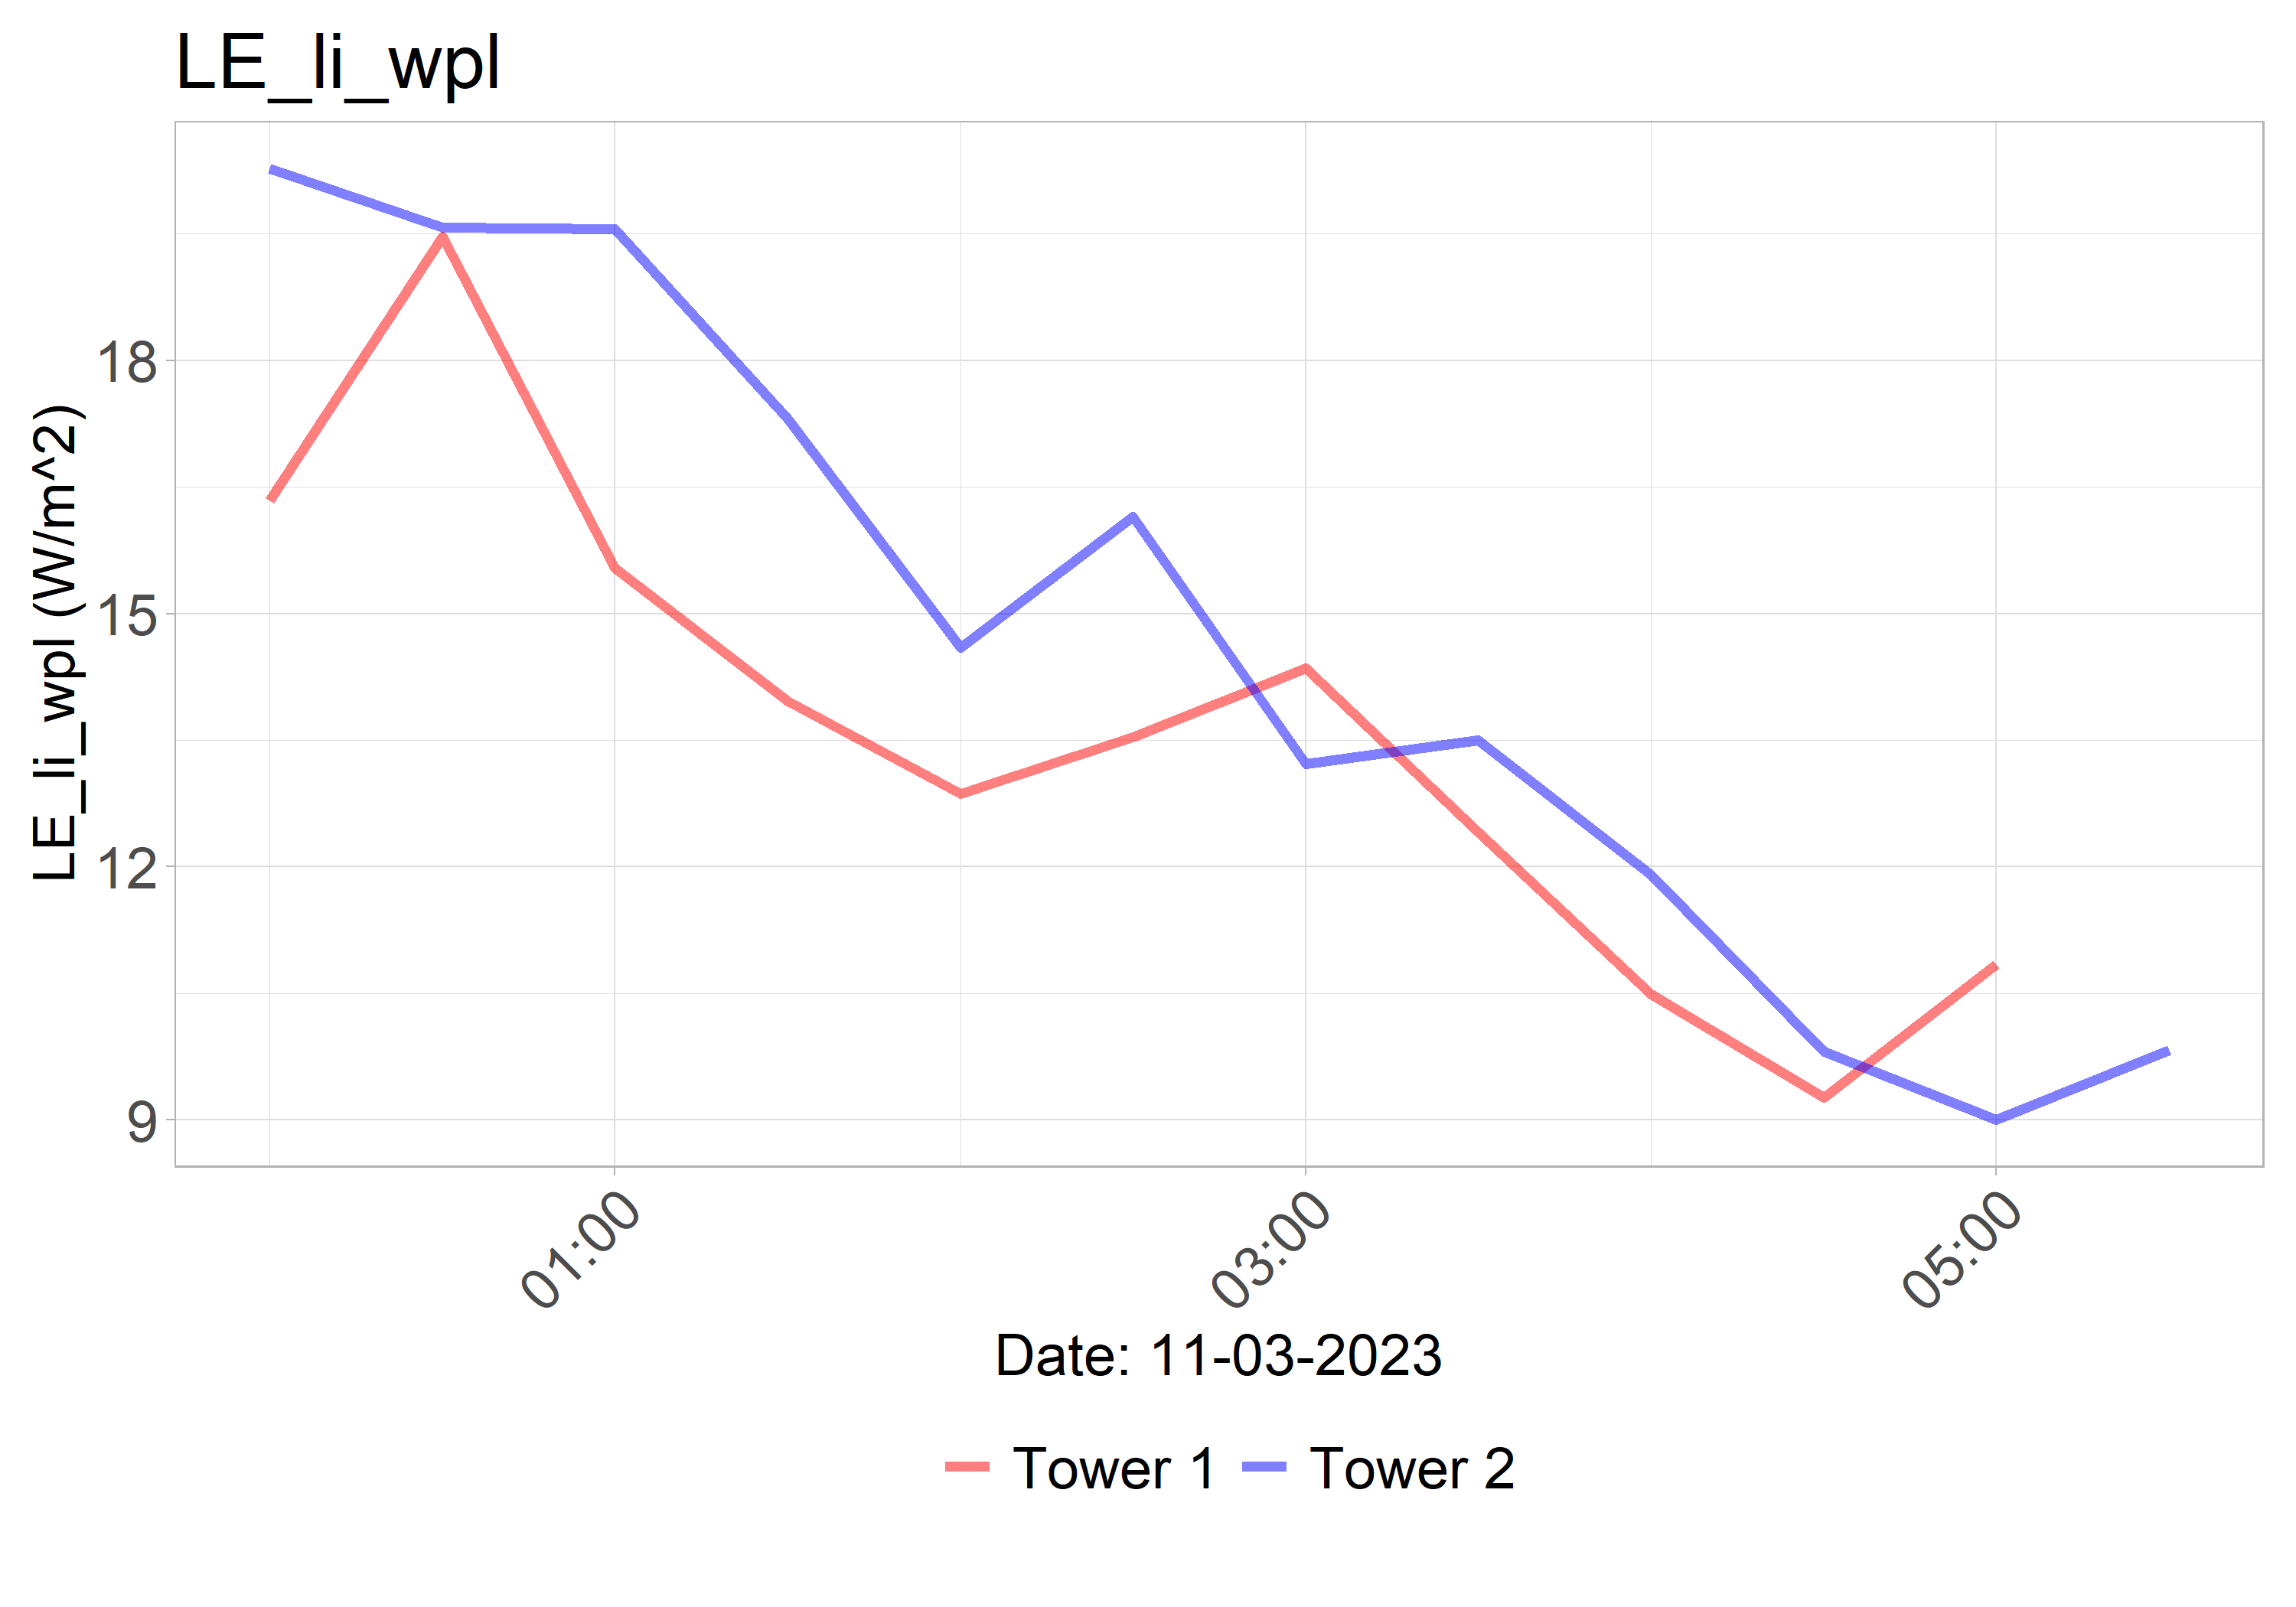 LE_li_wpl
LE_li_wpl (W/m^2)
18
15
12
9
01:00
03:00
05:00
Date: 11-03-2023
Tower 1
Tower 2